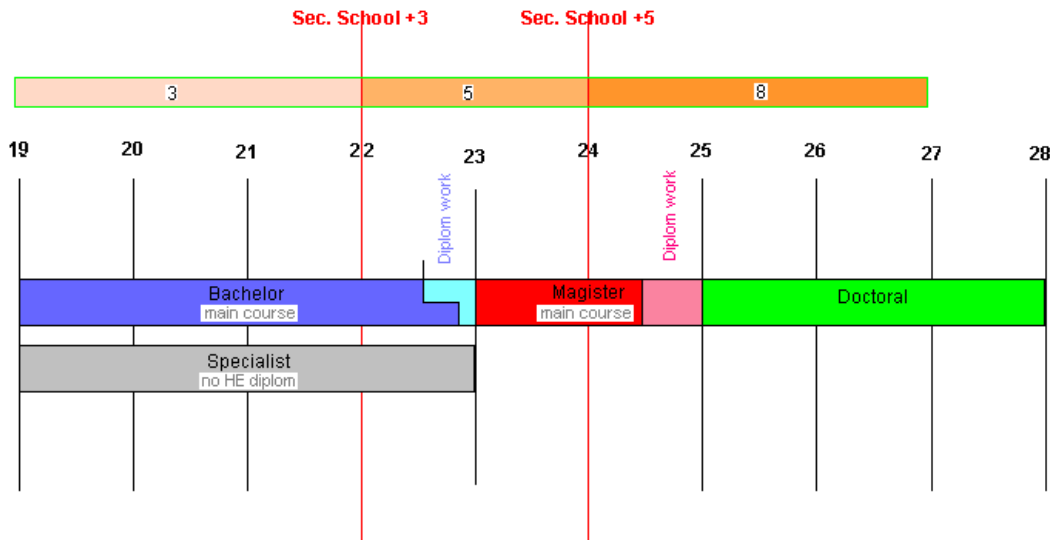 Sec. School +3 Sec. School +5
3 5 8
19 20 21 22 23 24 25 26 27 28
Diplom work
Diplom work
Bachelor Magister Doctoral
main course main course
Specialist
no HE diplom